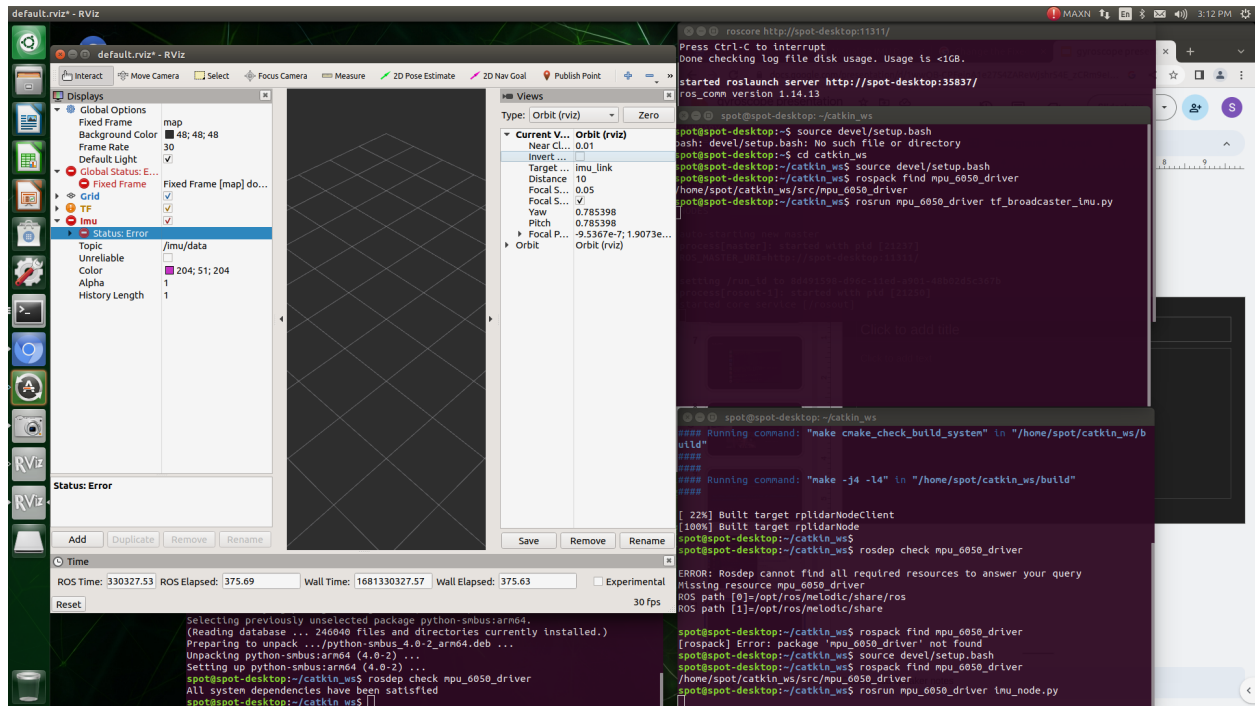 default.rviz* - RViz
MAXN En 3:12 PM
default.rviz* - RViz
Interact Move Camera Select Focus Camera Measure 2D Pose Estimate 2D Nav Goal Publish Point »
Displays
Global Options
Fixed Frame map
Background Color 48; 48; 48
Frame Rate 30
Default Light ✓
Global Status: E...
Fixed Frame Fixed Frame [map] do...
Grid ✓
TF ✓
Imu ✓
Status: Error
Topic /imu/data
Unreliable
Color 204; 51; 204
Alpha 1
History Length 1
Status: Error
Add Duplicate Remove Rename
Views
Type: Orbit (rviz) Zero
Current V... Orbit (rviz)
Near Cl... 0.01
Invert ...
Target ... imu_link
Distance 10
Focal S... 0.05
Focal S... ✓
Yaw 0.785398
Pitch 0.785398
Focal P... -9.5367e-7; 1.9073e...
Orbit Orbit (rviz)
Save Remove Rename
Time
ROS Time: 330327.53 ROS Elapsed: 375.69 Wall Time: 1681330327.57 Wall Elapsed: 375.63 Experimental
Reset 30 fps
RViz
RViz
roscore http://spot-desktop:11311/
Press Ctrl-C to interrupt
Done checking log file disk usage. Usage is <1GB.
started roslaunch server http://spot-desktop:35837/
ros_comm version 1.14.13
spot@spot-desktop: ~/catkin_ws
spot@spot-desktop:~$ source devel/setup.bash
bash: devel/setup.bash: No such file or directory
spot@spot-desktop:~$ cd catkin_ws
spot@spot-desktop:~/catkin_ws$ source devel/setup.bash
spot@spot-desktop:~/catkin_ws$ rospack find mpu_6050_driver
/home/spot/catkin_ws/src/mpu_6050_driver
spot@spot-desktop:~/catkin_ws$ rosrun mpu_6050_driver tf_broadcaster_imu.py
Click to add title
spot@spot-desktop: ~/catkin_ws
#### Running command: "make cmake_check_build_system" in "/home/spot/catkin_ws/b
uild"
####
####
#### Running command: "make -j4 -l4" in "/home/spot/catkin_ws/build"
####
[ 22%] Built target rplidarNodeClient
[100%] Built target rplidarNode
spot@spot-desktop:~/catkin_ws$
spot@spot-desktop:~/catkin_ws$ rosdep check mpu_6050_driver
ERROR: Rosdep cannot find all required resources to answer your query
Missing resource mpu_6050_driver
ROS path [0]=/opt/ros/melodic/share/ros
ROS path [1]=/opt/ros/melodic/share
spot@spot-desktop:~/catkin_ws$ rospack find mpu_6050_driver
[rospack] Error: package 'mpu_6050_driver' not found
spot@spot-desktop:~/catkin_ws$ source devel/setup.bash
spot@spot-desktop:~/catkin_ws$ rospack find mpu_6050_driver
/home/spot/catkin_ws/src/mpu_6050_driver
spot@spot-desktop:~/catkin_ws$ rosrun mpu_6050_driver imu_node.py
Selecting previously unselected package python-smbus:arm64.
(Reading database ... 246040 files and directories currently installed.)
Preparing to unpack .../python-smbus_4.0-2_arm64.deb ...
Unpacking python-smbus:arm64 (4.0-2) ...
Setting up python-smbus:arm64 (4.0-2) ...
spot@spot-desktop:~/catkin_ws$ rosdep check mpu_6050_driver
All system dependencies have been satisfied
spot@spot-desktop:~/catkin_ws$
S
8 9